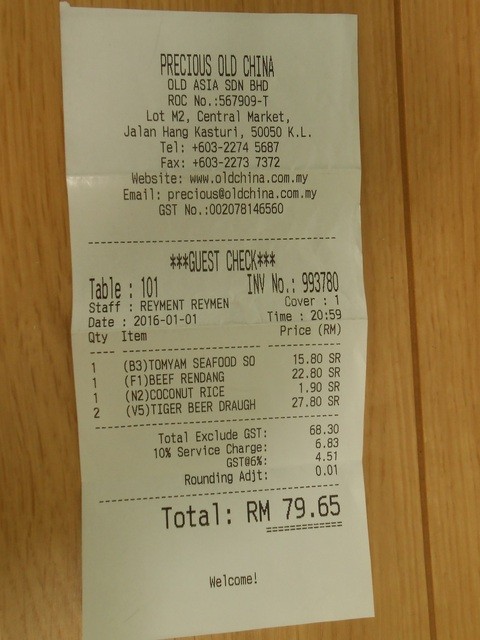 PRECIOUS OLD CHINA
OLD ASIA SDN BHD
ROC No.:567909-T
Lot M2, Central Market,
Jalan Hang Kasturi, 50050 K.L.
Tel: +603-2274 5687
Fax: +603-2273 7372
Website: www.oldchina.com.my
Email: precious@oldchina.com.my
GST No.:002078146560
***GUEST CHECK***
Table : 101 INV No.: 993780
Staff : REYMENT REYMEN Cover : 1
Date : 2016-01-01 Time : 20:59
Qty Item Price (RM)
1 (B3)TOMYAM SEAFOOD SO 15.80 SR
1 (F1)BEEF RENDANG 22.80 SR
1 (N2)COCONUT RICE 1.90 SR
2 (V5)TIGER BEER DRAUGH 27.80 SR
Total Exclude GST: 68.30
10% Service Charge: 6.83
GST@6%: 4.51
Rounding Adjt: 0.01
Total: RM 79.65
Welcome!